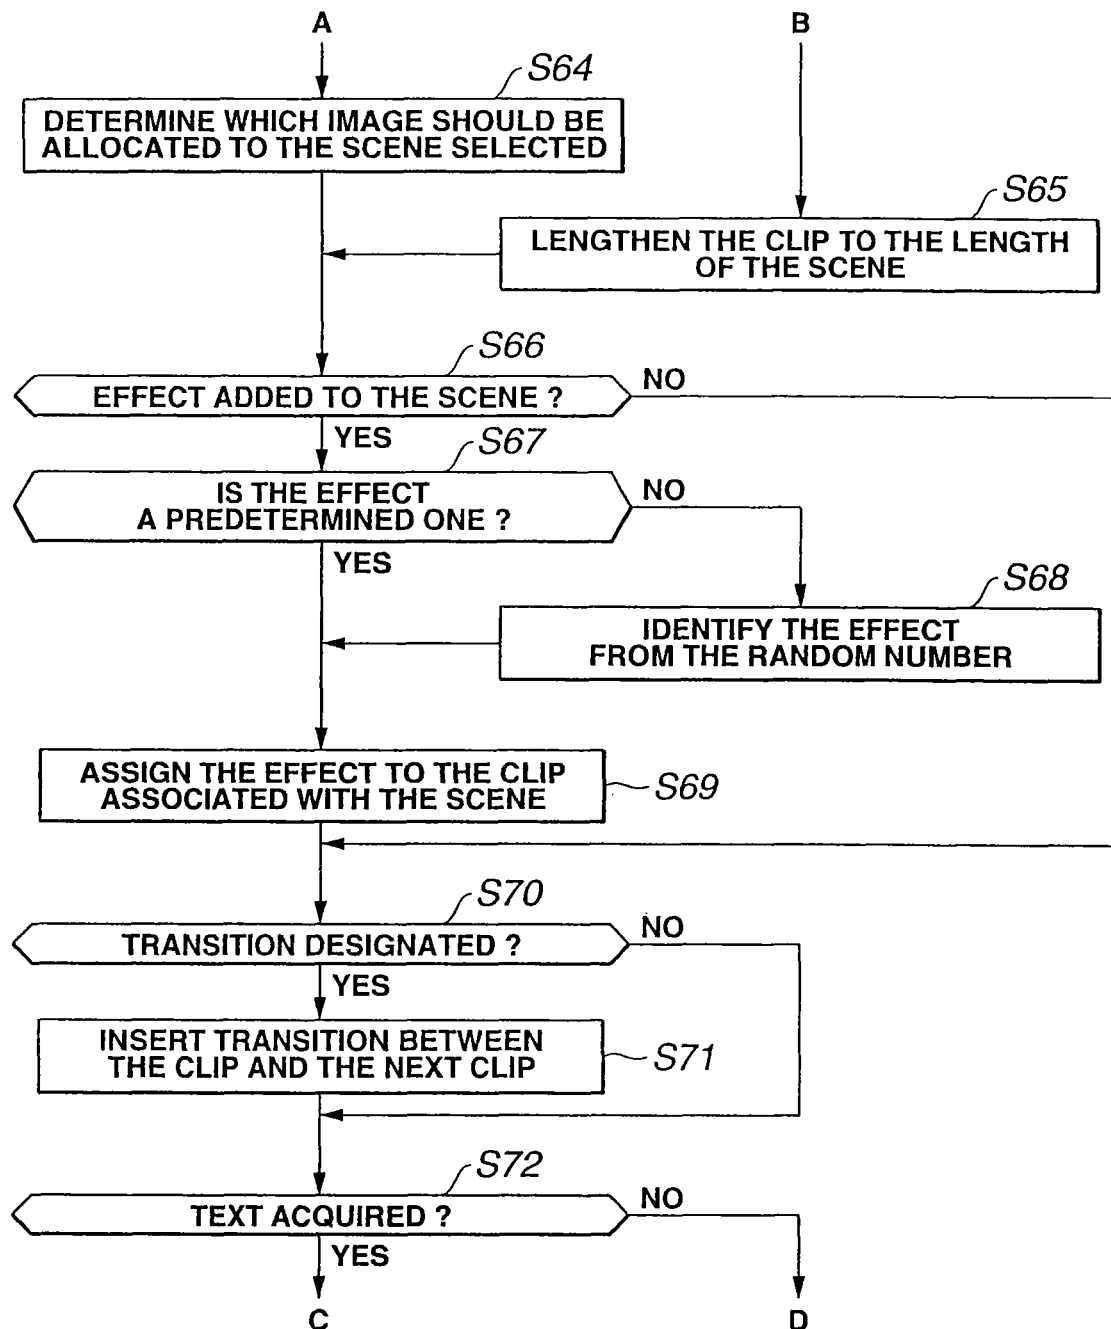 A
B
S64
DETERMINE WHICH IMAGE SHOULD BE
ALLOCATED TO THE SCENE SELECTED
S65
LENGTHEN THE CLIP TO THE LENGTH
OF THE SCENE
S66
EFFECT ADDED TO THE SCENE ?
NO
YES
S67
IS THE EFFECT
A PREDETERMINED ONE ?
NO
YES
S68
IDENTIFY THE EFFECT
FROM THE RANDOM NUMBER
ASSIGN THE EFFECT TO THE CLIP
ASSOCIATED WITH THE SCENE
S69
S70
TRANSITION DESIGNATED ?
NO
YES
INSERT TRANSITION BETWEEN
THE CLIP AND THE NEXT CLIP
S71
S72
TEXT ACQUIRED ?
NO
YES
C
D